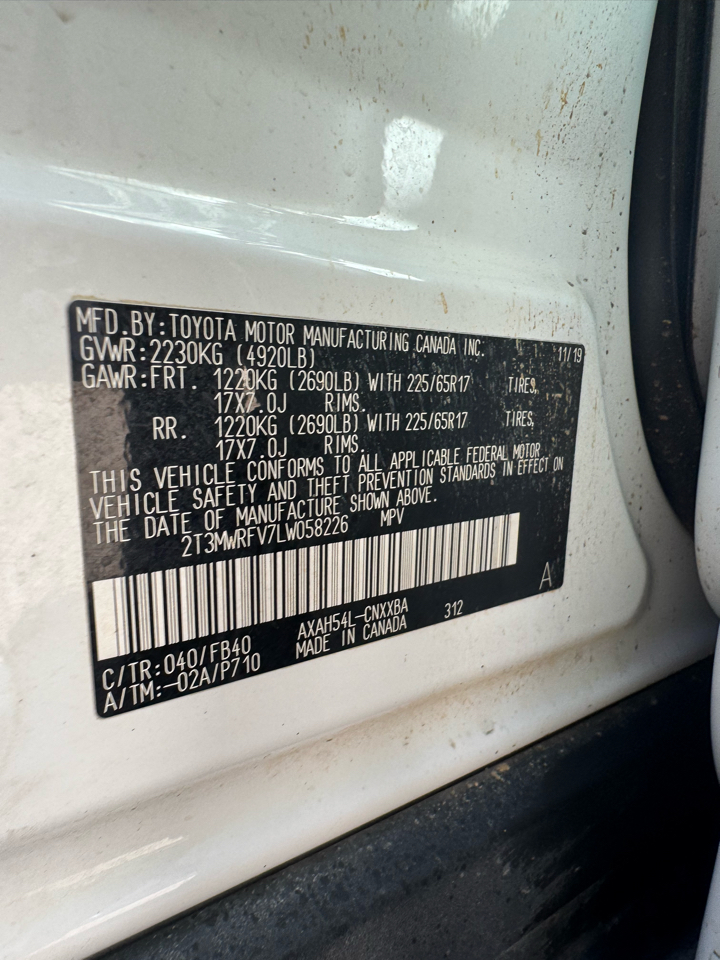 MFD.BY:TOYOTA MOTOR MANUFACTURING CANADA INC. 11/19
GVWR:2230KG (4920LB)
GAWR:FRT. 1220KG (2690LB) WITH 225/65R17 TIRES,
17X7.0J RIMS.
RR. 1220KG (2690LB) WITH 225/65R17 TIRES,
17X7.0J RIMS.
THIS VEHICLE CONFORMS TO ALL APPLICABLE FEDERAL MOTOR
VEHICLE SAFETY AND THEFT PREVENTION STANDARDS IN EFFECT ON
THE DATE OF MANUFACTURE SHOWN ABOVE.
2T3MWRFV7LW058226 MPV
A
C/TR:040/FB40 AXAH54L-CNXXBA 312
A/TM:-02A/P710 MADE IN CANADA